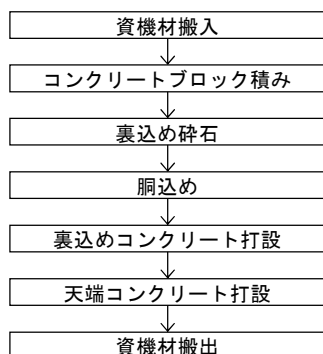 資機材搬入
コンクリートブロック積み
裏込め砕石
胴込め
裏込めコンクリート打設
天端コンクリート打設
資機材搬出